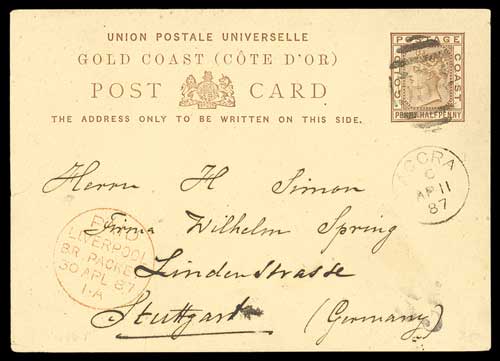 UNION POSTALE UNIVERSELLE
GOLD COAST (CÔTE D'OR)
POST CARD
THE ADDRESS ONLY TO BE WRITTEN ON THIS SIDE.
POSTAGE
GOLD
COAST
PENNY HALFPENNY
ACCRA
C
AP 11
87
Herrn H Simon
Firma Wilhelm Spring
Lindenstrasse
Stuttgart (Germany)
PAID
LIVERPOOL
BR. PACKET
30 APL 87
1-A